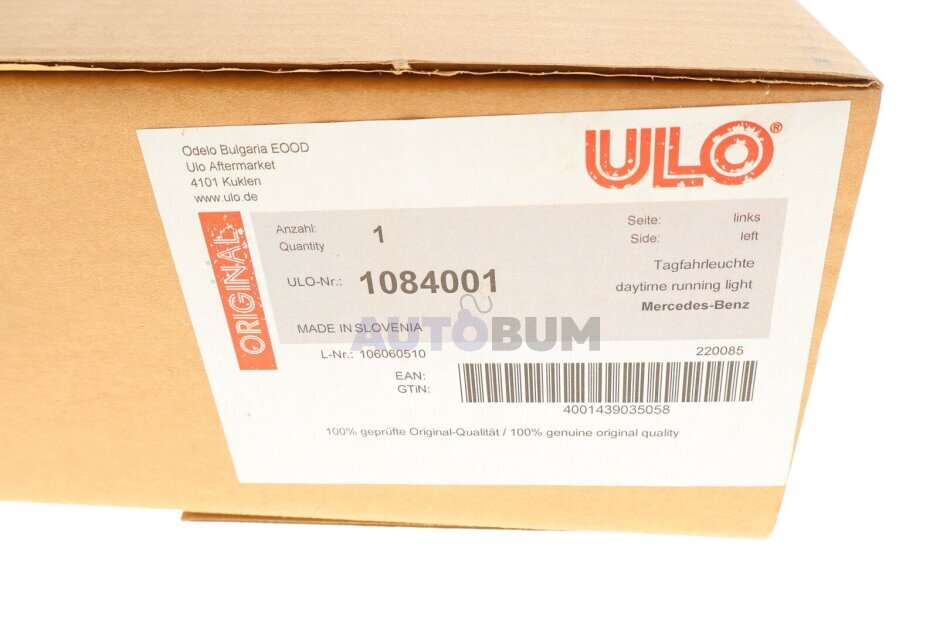 Odelo Bulgaria EOOD
Ulo Aftermarket
4101 Kuklen
www.ulo.de
ULO®
ORIGINAL
Anzahl: 1
Quantity
Seite: links
Side: left
ULO-Nr.: 1084001
Tagfahrleuchte
daytime running light
Mercedes-Benz
MADE IN SLOVENIA
AUTOBUM
L-Nr.: 106060510
220085
EAN:
GTiN:
4001439035058
100% geprüfte Original-Qualität / 100% genuine original quality